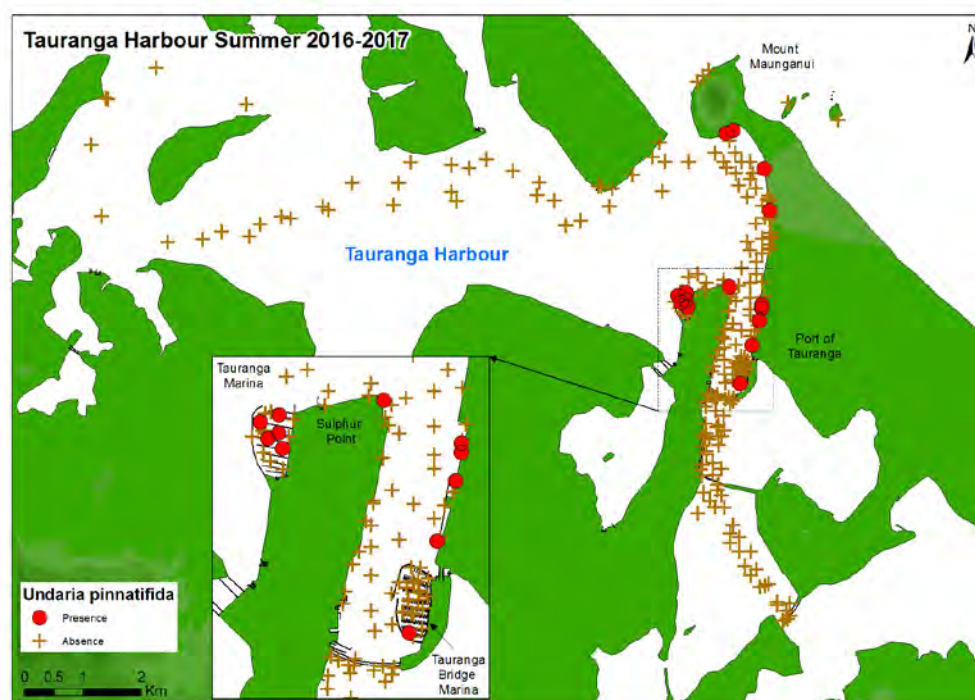 Tauranga Harbour Summer 2016-2017
N
Mount
Maunganui
Tauranga Harbour
Port of
Tauranga
Tauranga
Marina
Sulphur
Point
Tauranga
Bridge
Marina
Undaria pinnatifida
Presence
Absence
0 0.5 1 2
Km